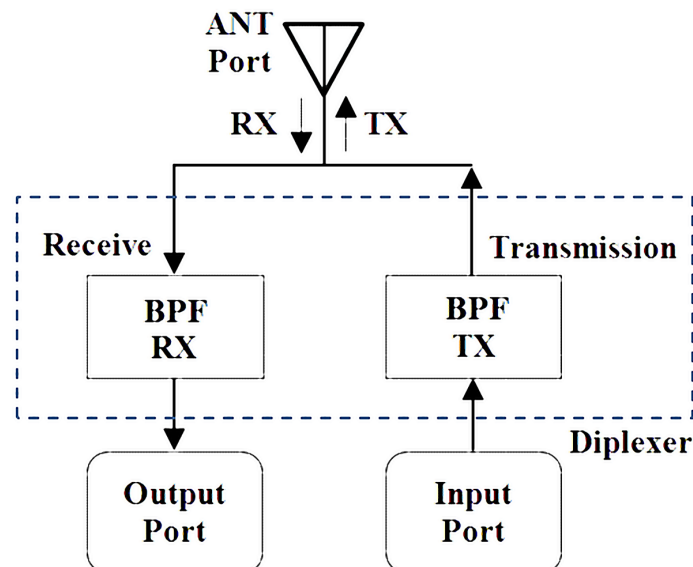 ANT
Port
RX
TX
Receive
Transmission
BPF
RX
BPF
TX
Diplexer
Output
Port
Input
Port